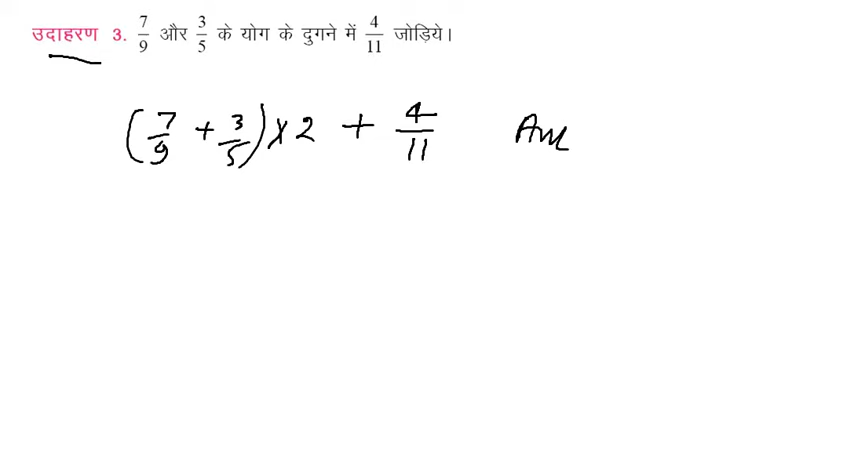 उदाहरण 3. 7/9 और 3/5 के योग के दुगने में 4/11 जोड़िये।
(7/9 + 3/5) × 2 + 4/11 Ans